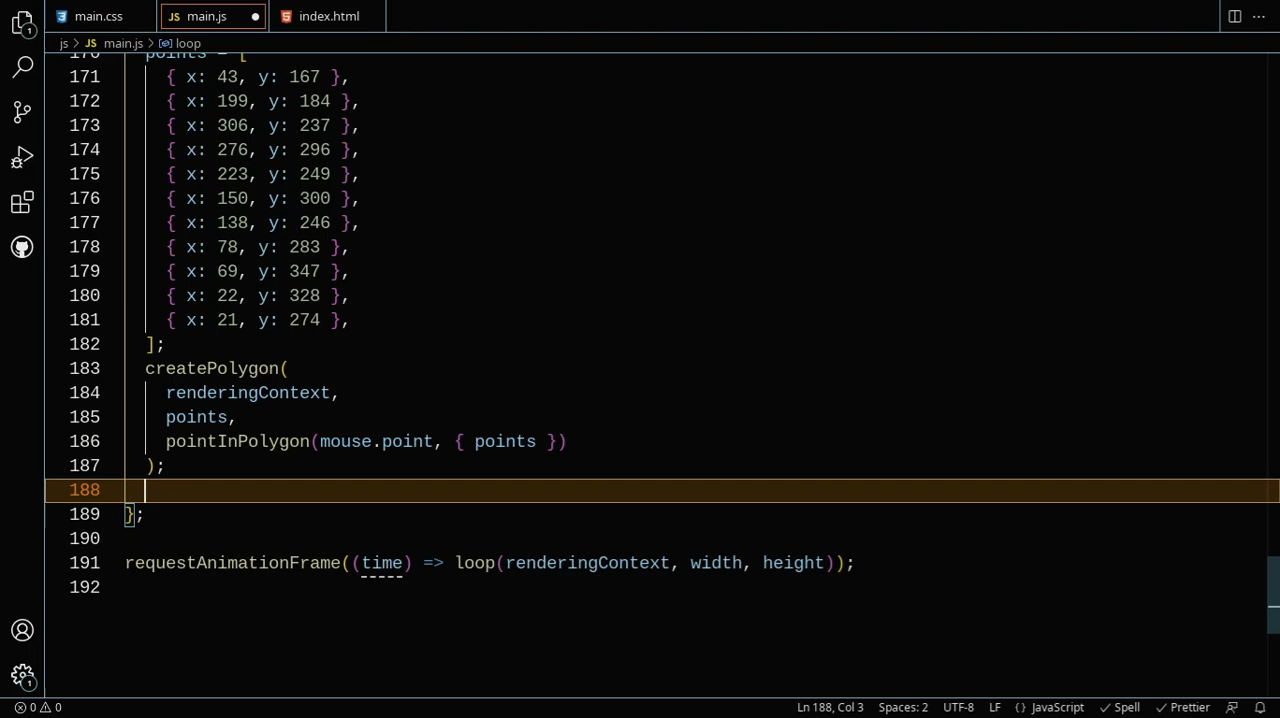 main.css
JS main.js
index.html
js > JS main.js > loop
170 points = [
171 { x: 43, y: 167 },
172 { x: 199, y: 184 },
173 { x: 306, y: 237 },
174 { x: 276, y: 296 },
175 { x: 223, y: 249 },
176 { x: 150, y: 300 },
177 { x: 138, y: 246 },
178 { x: 78, y: 283 },
179 { x: 69, y: 347 },
180 { x: 22, y: 328 },
181 { x: 21, y: 274 },
182 ];
183 createPolygon(
184 renderingContext,
185 points,
186 pointInPolygon(mouse.point, { points })
187 );
188
189 };
190
191 requestAnimationFrame((time) => loop(renderingContext, width, height));
192
1
1
0 0 Ln 188, Col 3 Spaces: 2 UTF-8 LF {} JavaScript Spell Prettier